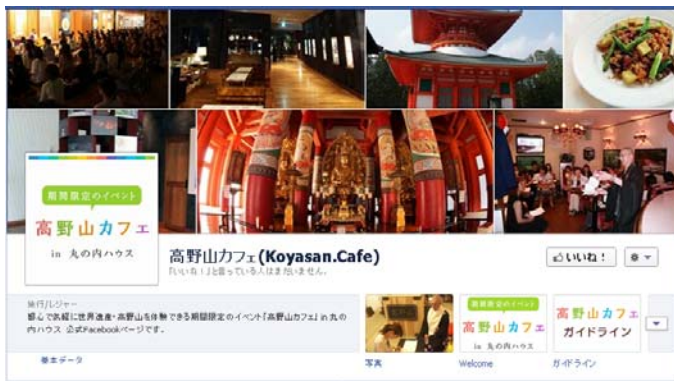 期間限定のイベント
高野山カフェ
in 丸の内ハウス
高野山カフェ(Koyasan.Cafe)
「いいね！」と言っている人はまだいません。
いいね！
旅行/レジャー
都心で気軽に世界遺産・高野山を体験できる期間限定のイベント「高野山カフェ」 in 丸の
内ハウス 公式Facebookページです。
基本データ
写真
期間限定のイベント
高野山カフェ
in 丸の内ハウス
Welcome
高野山カフェ
ガイドライン
ガイドライン